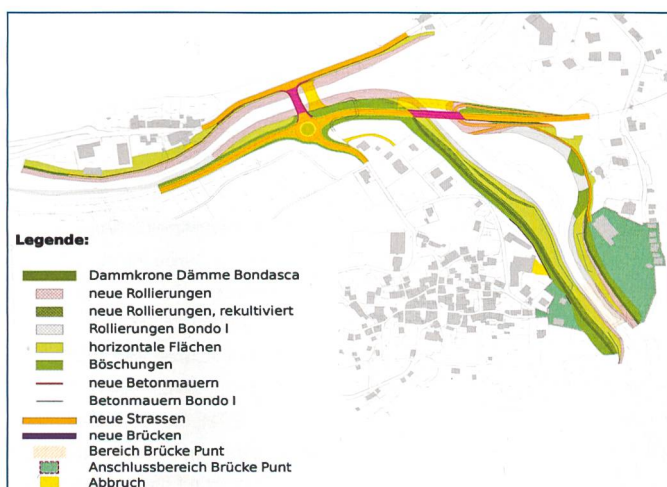 Legende:
Dammkrone Dämme Bondasca
neue Rollierungen
neue Rollierungen, rekultiviert
Rollierungen Bondo I
horizontale Flächen
Böschungen
neue Betonmauern
Betonmauern Bondo I
neue Strassen
neue Brücken
Bereich Brücke Punt
Anschlussbereich Brücke Punt
Abbruch